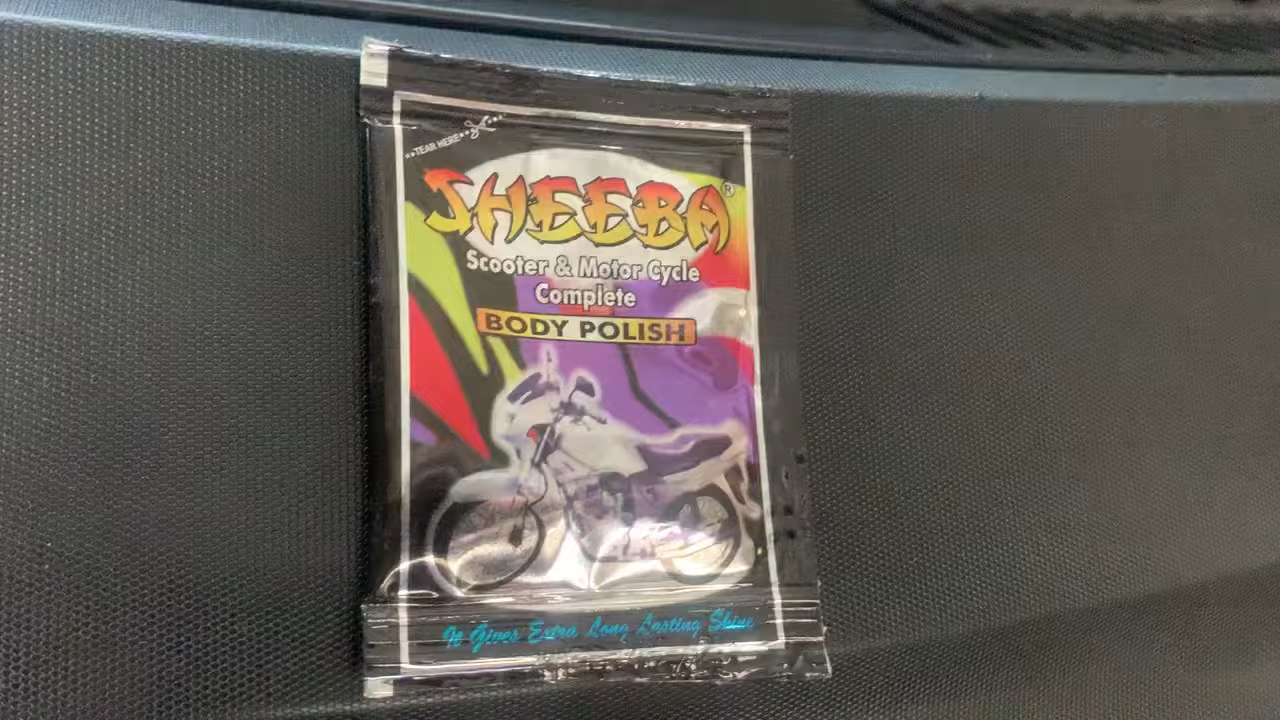 **TEAR HERE**
SHEEBA®
Scooter & Motor Cycle
Complete
BODY POLISH
It Gives Extra Long Lasting Shine